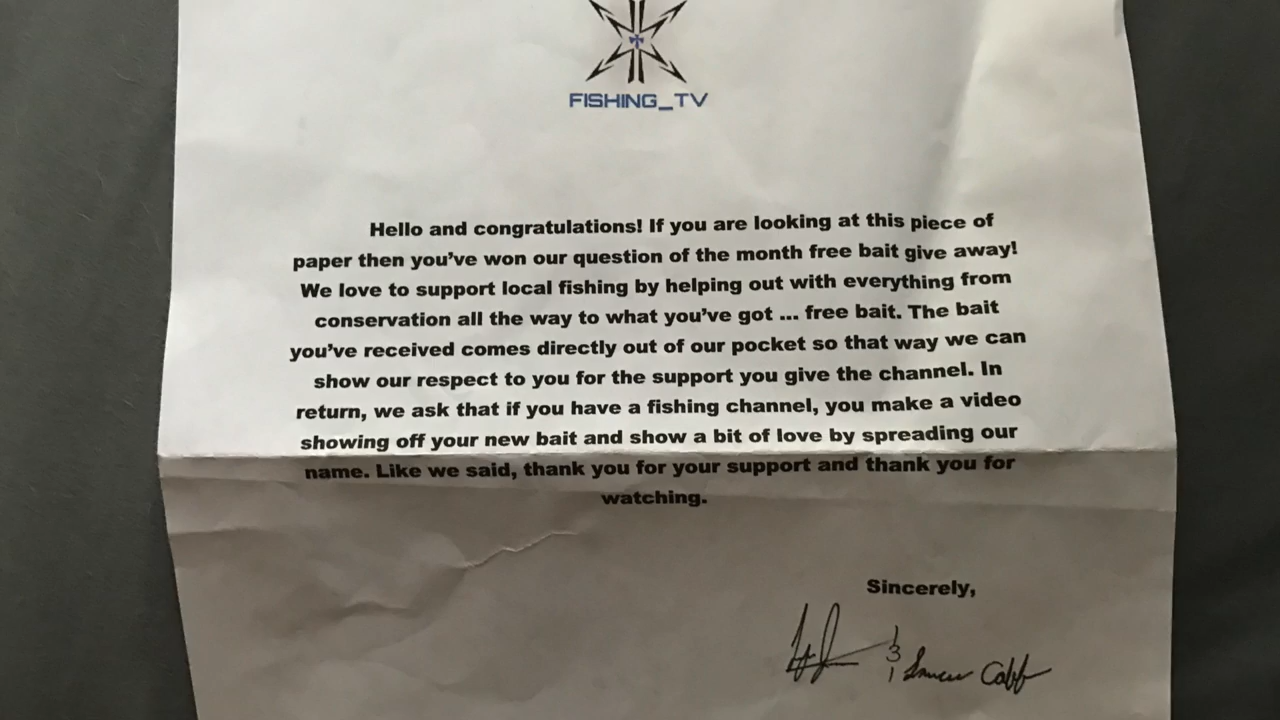 FISHING_TV
Hello and congratulations! If you are looking at this piece of
paper then you've won our question of the month free bait give away!
We love to support local fishing by helping out with everything from
conservation all the way to what you've got ... free bait. The bait
you've received comes directly out of our pocket so that way we can
show our respect to you for the support you give the channel. In
return, we ask that if you have a fishing channel, you make a video
showing off your new bait and show a bit of love by spreading our
name. Like we said, thank you for your support and thank you for
watching.
Sincerely,